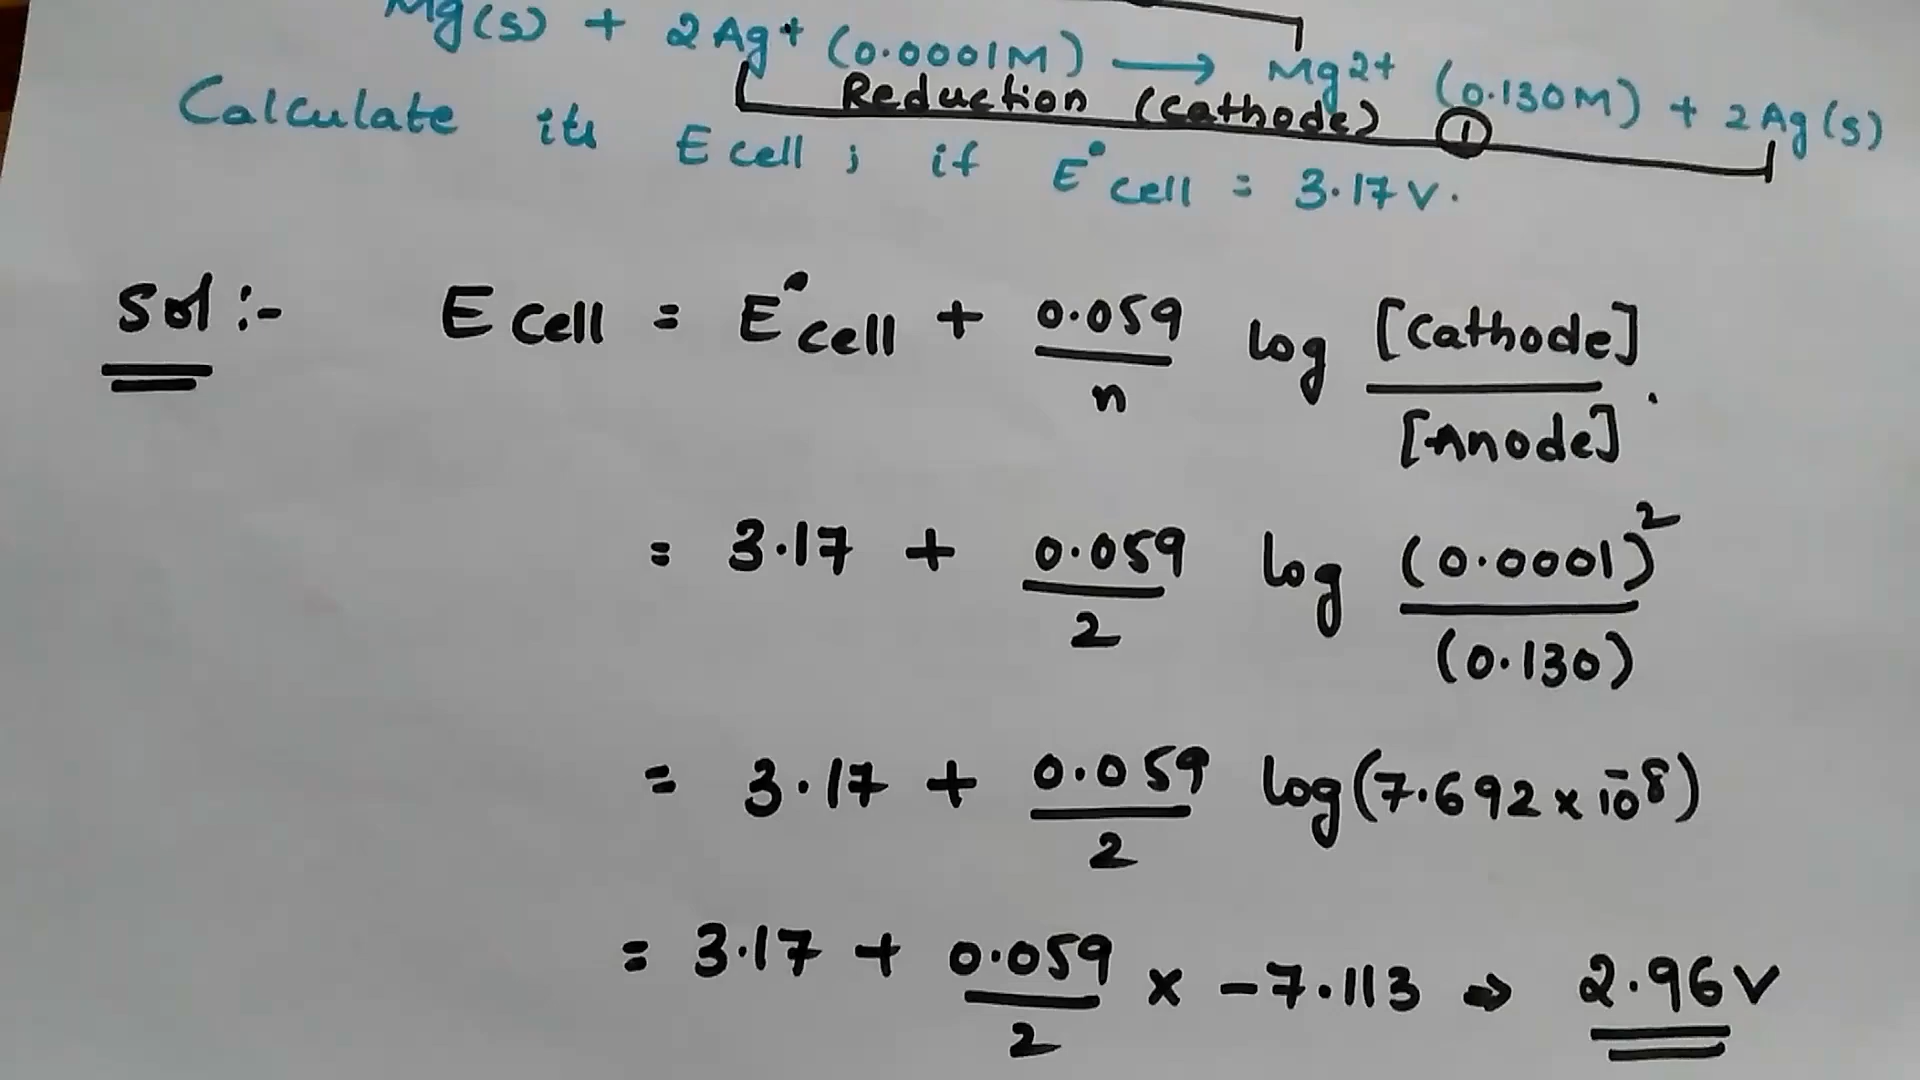 Mg(s) + 2Ag⁺ (0.0001M) ⟶ Mg²⁺ (0.130M) + 2Ag(s)
Reduction (Cathode) ①
Calculate its E cell ; if E° cell = 3.17V.
Sol :- E cell = E° cell + 0.059/n log [Cathode]/[Anode].
= 3.17 + 0.059/2 log (0.0001)²/(0.130)
= 3.17 + 0.059/2 log(7.692 × 10⁻⁸)
= 3.17 + 0.059/2 × -7.113 ⇒ 2.96V